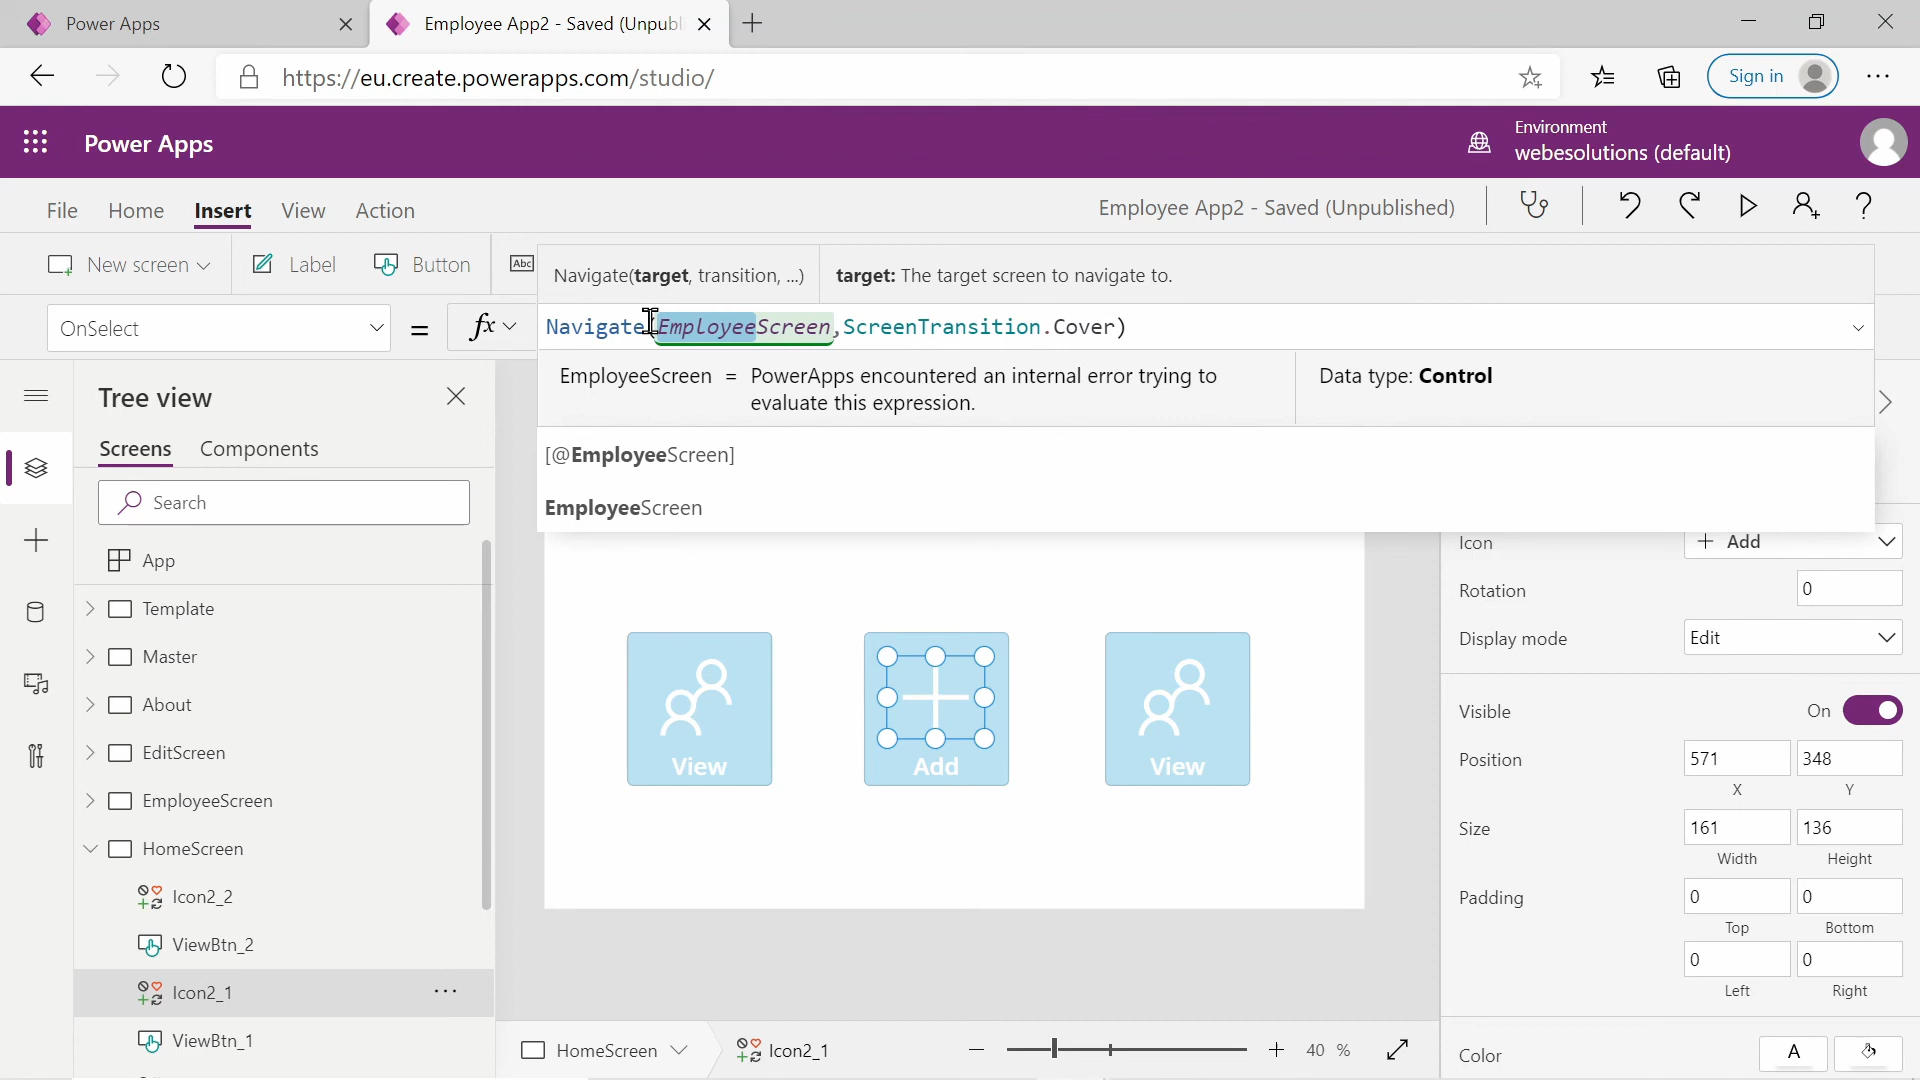 Power Apps
Employee App2 - Saved (Unpubl
https://eu.create.powerapps.com/studio/
Sign in
Power Apps
Environment
webesolutions (default)
File Home Insert View Action
Employee App2 - Saved (Unpublished)
New screen Label Button Abc
Navigate(target, transition, ...) target: The target screen to navigate to.
OnSelect = fx Navigate(EmployeeScreen,ScreenTransition.Cover)
EmployeeScreen = PowerApps encountered an internal error trying to
evaluate this expression.
Data type: Control
[@EmployeeScreen]
EmployeeScreen
Tree view
Screens Components
Search
App
Template
Master
About
EditScreen
EmployeeScreen
HomeScreen
Icon2_2
ViewBtn_2
Icon2_1
ViewBtn_1
View
Add
View
HomeScreen
Icon2_1
40 %
Icon Add
Rotation 0
Display mode Edit
Visible On
Position 571 348
X Y
Size 161 136
Width Height
Padding 0 0
Top Bottom
0 0
Left Right
Color A